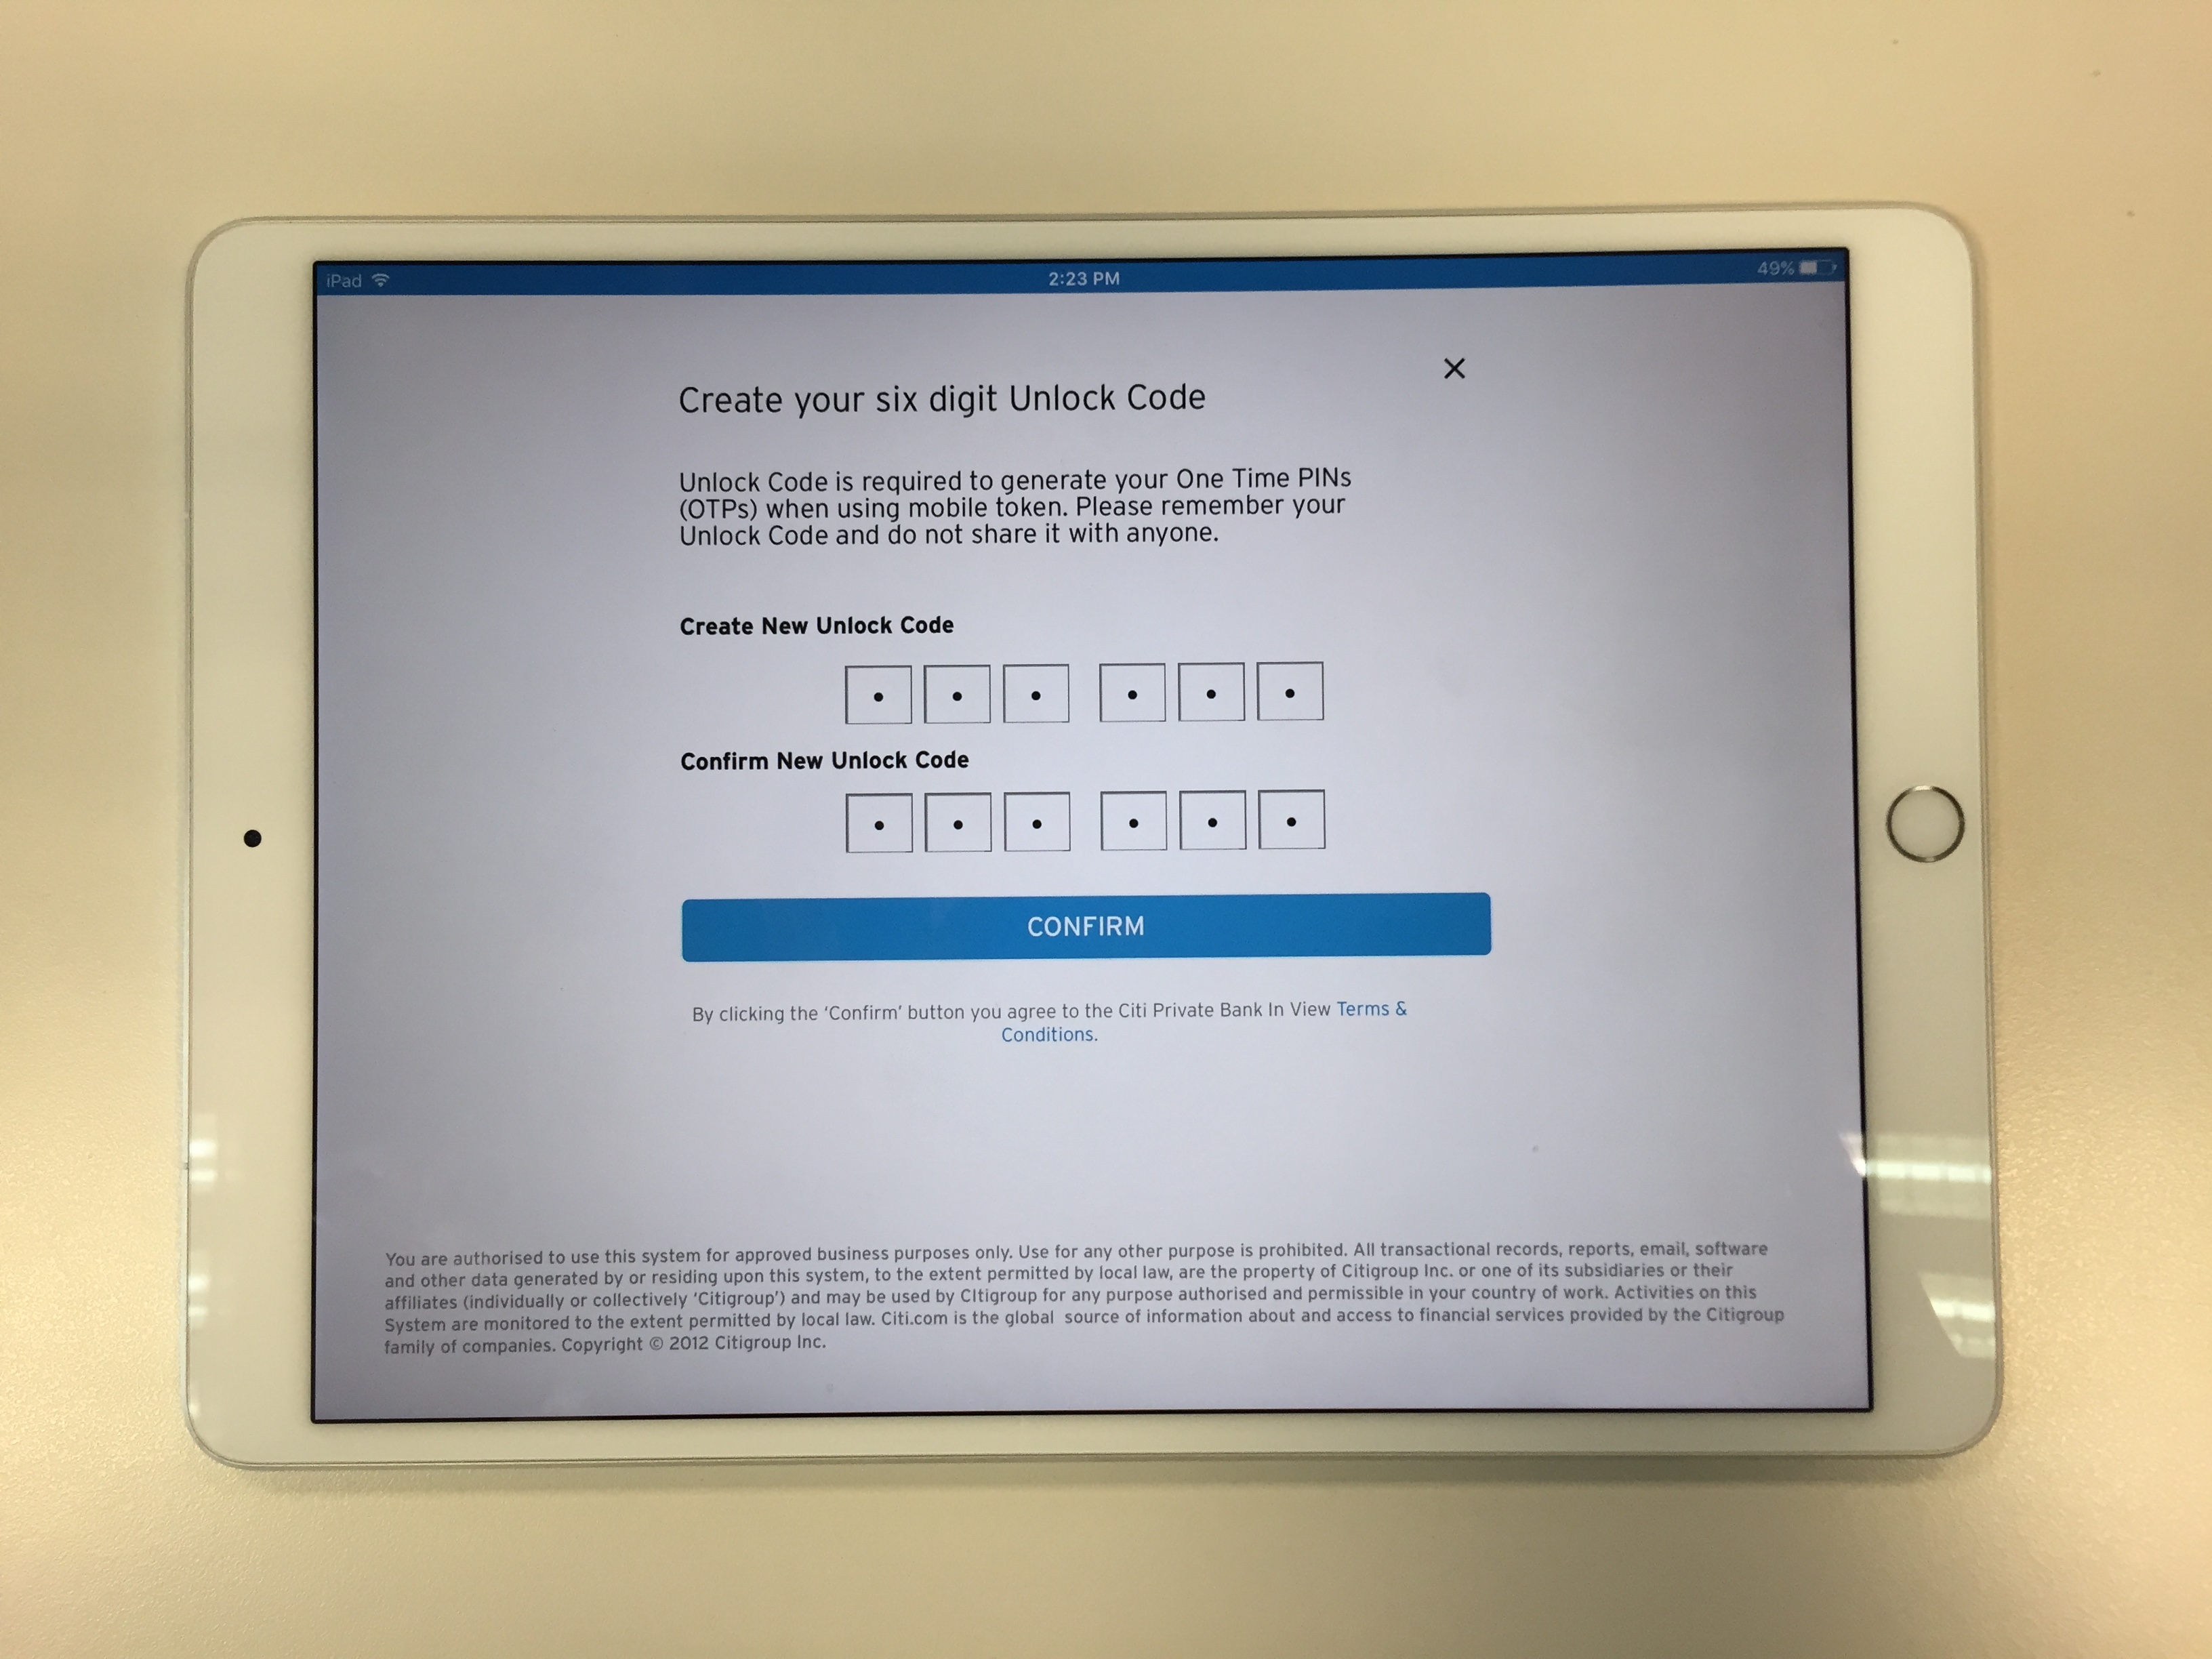 iPad
2:23 PM
49%
Create your six digit Unlock Code
Unlock Code is required to generate your One Time PINs
(OTPs) when using mobile token. Please remember your
Unlock Code and do not share it with anyone.
Create New Unlock Code
Confirm New Unlock Code
CONFIRM
By clicking the ‘Confirm’ button you agree to the Citi Private Bank In View Terms &
Conditions.
You are authorised to use this system for approved business purposes only. Use for any other purpose is prohibited. All transactional records, reports, email, software
and other data generated by or residing upon this system, to the extent permitted by local law, are the property of Citigroup Inc. or one of its subsidiaries or their
affiliates (individually or collectively ‘Citigroup’) and may be used by CItigroup for any purpose authorised and permissible in your country of work. Activities on this
System are monitored to the extent permitted by local law. Citi.com is the global source of information about and access to financial services provided by the Citigroup
family of companies. Copyright © 2012 Citigroup Inc.